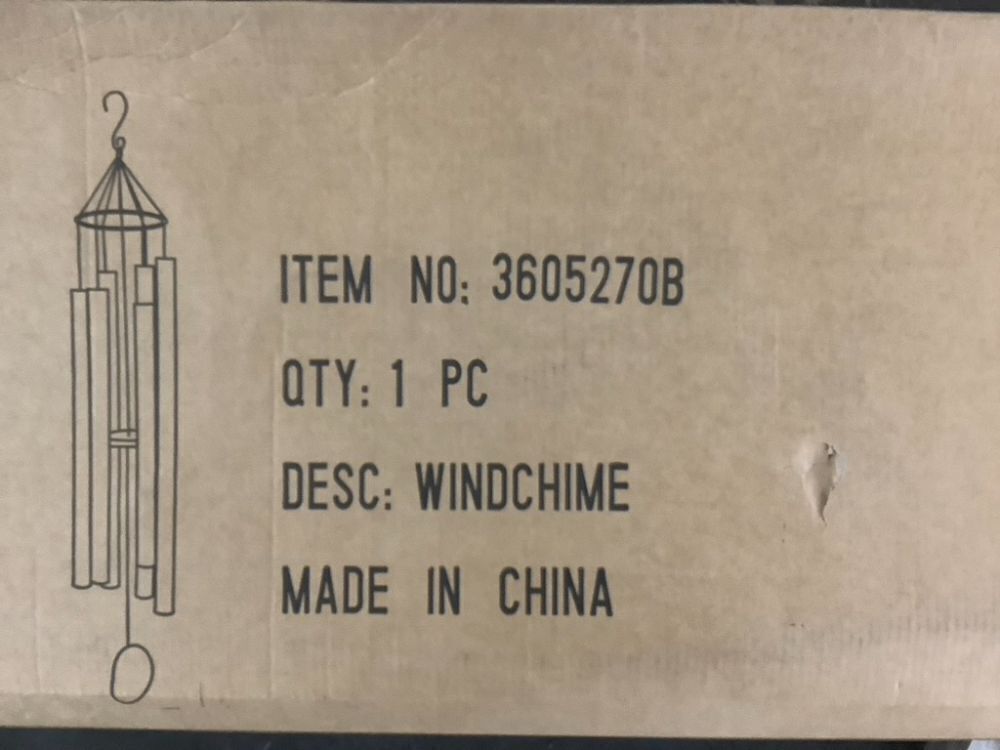 ITEM NO: 3605270B
QTY: 1 PC
DESC: WINDCHIME
MADE IN CHINA